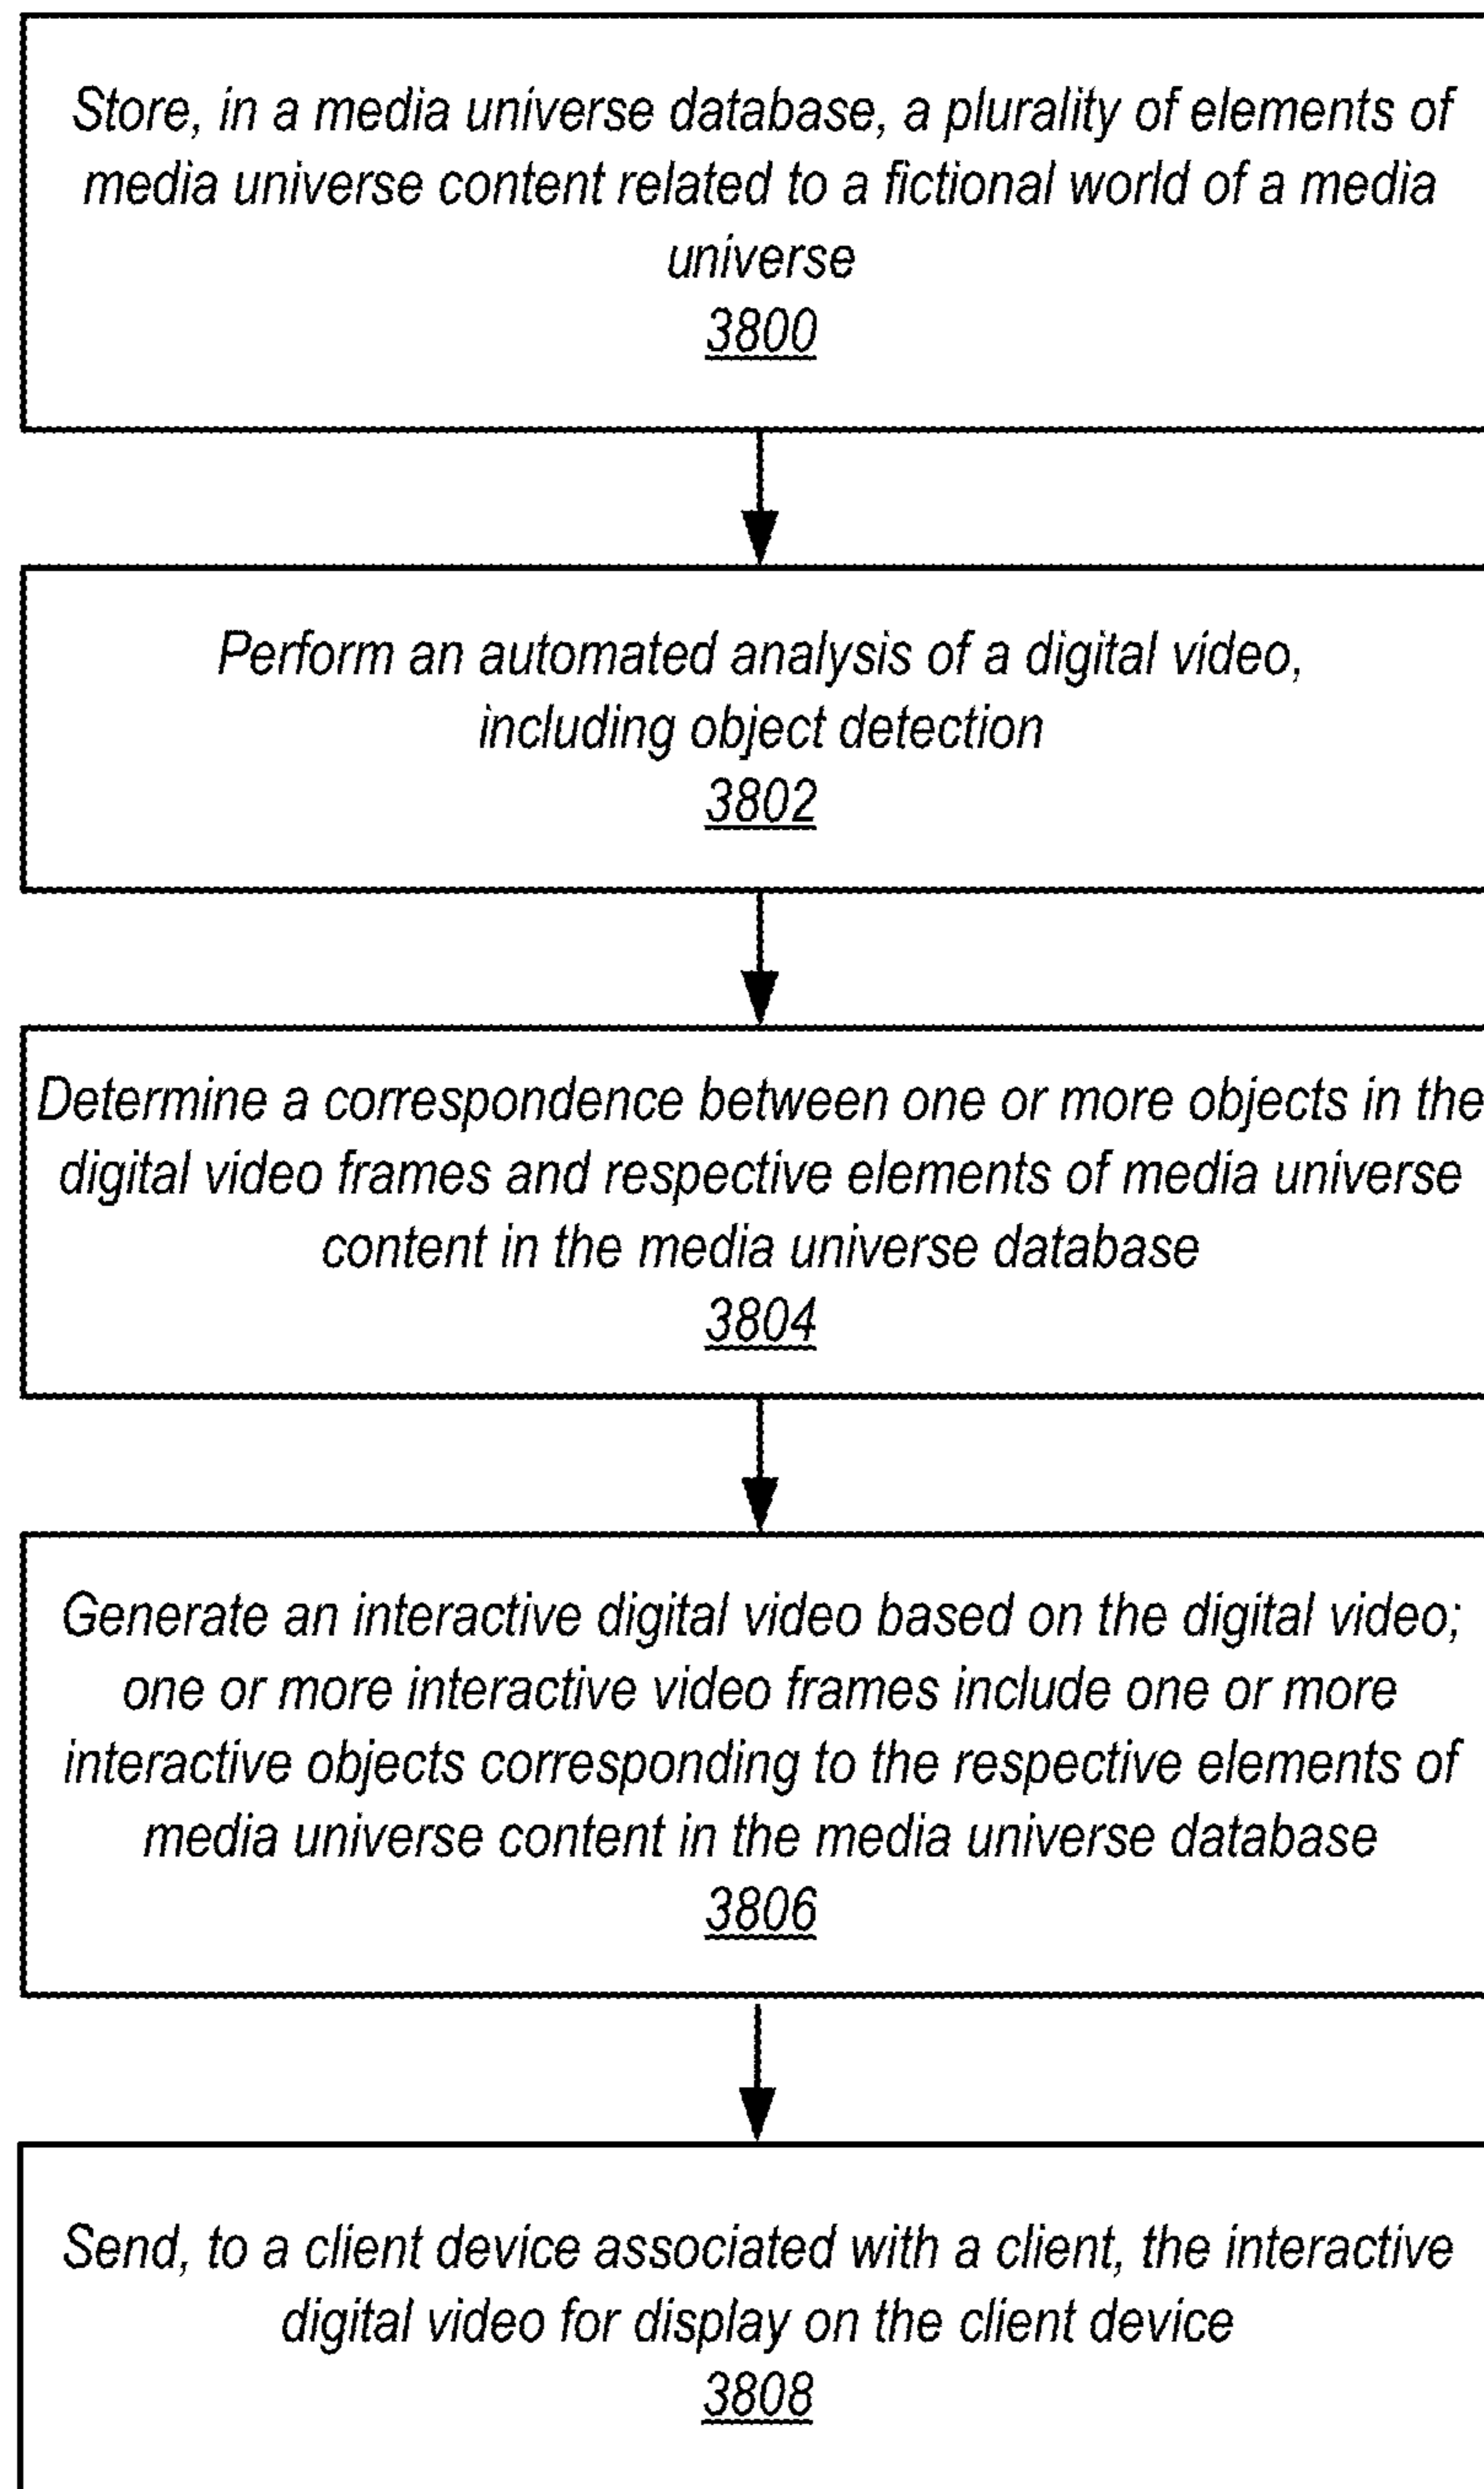 Store, in a media universe database, a plurality of elements of
media universe content related to a fictional world of a media
universe
3800
Perform an automated analysis of a digital video,
including object detection
3802
Determine a correspondence between one or more objects in the
digital video frames and respective elements of media universe
content in the media universe database
3804
Generate an interactive digital video based on the digital video;
one or more interactive video frames include one or more
interactive objects corresponding to the respective elements of
media universe content in the media universe database
3806
Send, to a client device associated with a client, the interactive
digital video for display on the client device
3808